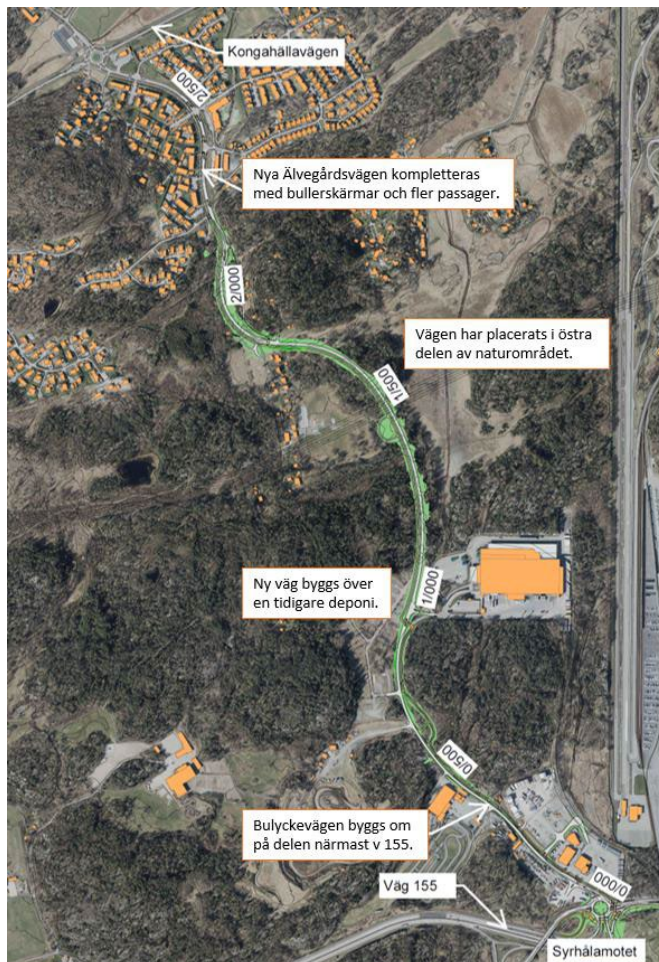 Kongahällavägen
2/500
Nya Älvegårdsvägen kompletteras
med bullerskärmar och fler passager.
2/000
Vägen har placerats i östra
delen av naturområdet.
1/500
Ny väg byggs över
en tidigare deponi.
1/000
0/500
Bulyckevägen byggs om
på delen närmast v 155.
0/000
Väg 155
Syrhålamotet